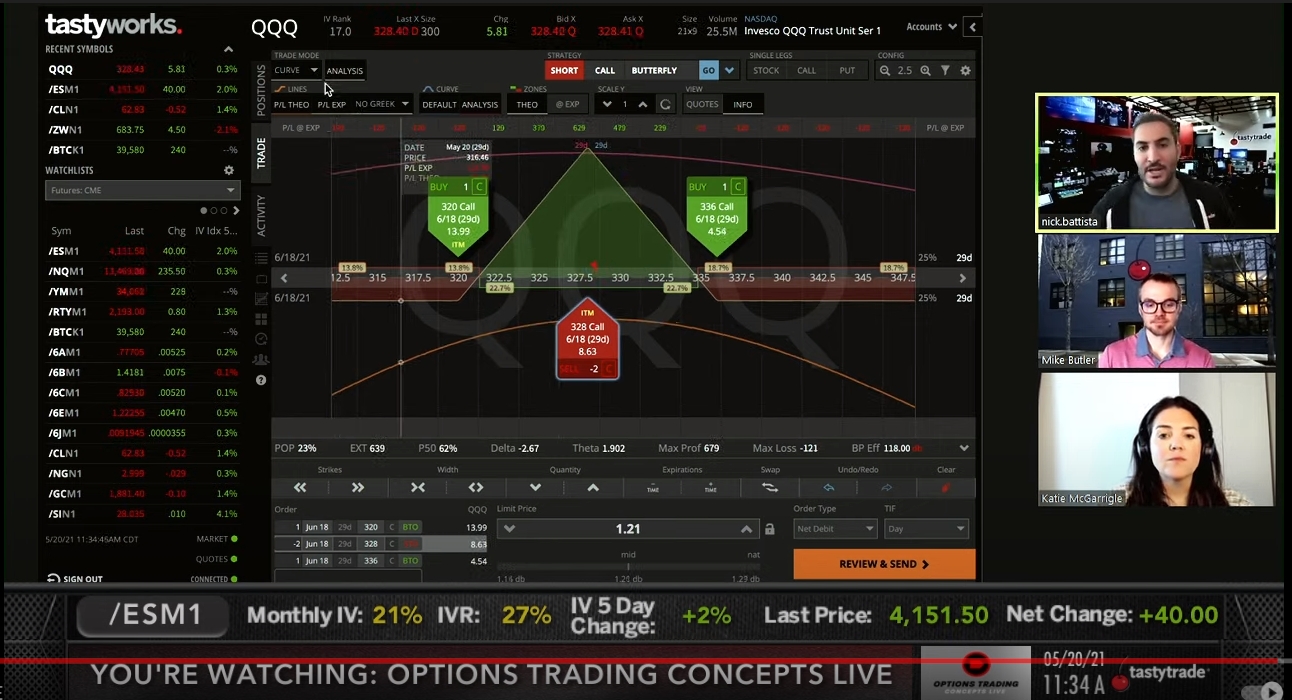 tastyworks.
RECENT SYMBOLS
QQQ 328.43 5.81 0.3%
/ESM1 4,151.50 40.00 2.0%
/CLN1 62.83 -0.52 1.4%
/ZWN1 683.75 4.50 -2.1%
/BTCK1 39,580 240 --%
WATCHLISTS
Futures: CME
Sym Last Chg IV Idx 5...
/ESM1 4,151.50 40.00 2.0%
/NQM1 235.50 0.3%
/YMM1 34,092 228 --%
/RTYM1 2,193.00 0.80 1.3%
/BTCK1 39,580 240 --%
/6AM1 .77705 .00525 0.2%
/6BM1 1.4181 .0075 -0.1%
/6CM1 .82930 .00520 0.1%
/6EM1 1.22255 .00470 0.5%
/6JM1 .0091945 .0000355 0.3%
/CLN1 62.83 -0.52 1.4%
/NGN1 2.999 -.029 0.3%
/GCM1 1,881.40 -0.10 1.4%
/SIN1 28.035 .010 4.1%
5/20/21 11:34:45AM CDT MARKET
QUOTES
SIGN OUT CONNECTED
QQQ
IV Rank Last X Size Chg Bid X Ask X Size Volume NASDAQ
17.0 328.40 D 300 5.81 328.40 Q 328.41 Q 21x9 25.5M Invesco QQQ Trust Unit Ser 1
Accounts
POSITIONS
TRADE
ACTIVITY
TRADE MODE STRATEGY SINGLE LEGS CONFIG
CURVE ANALYSIS SHORT CALL BUTTERFLY GO STOCK CALL PUT 2.5
LINES CURVE ZONES SCALE Y VIEW
P/L THEO P/L EXP NO GREEK DEFAULT ANALYSIS THEO @ EXP 1 QUOTES INFO
P/L @ EXP 129 379 629 479 239 P/L @ EXP
29d 29d
DATE May 20 (29d)
PRICE 316.46
P/L EXP
P/L THEO
BUY 1 C
320 Call
6/18 (29d)
13.99
ITM
BUY 1 C
336 Call
6/18 (29d)
4.54
6/18/21 25% 29d
13.8% 13.8% 18.7% 18.7%
12.5 315 317.5 320 322.5 325 327.5 330 332.5 335 337.5 340 342.5 345 347.5
22.7% 22.7%
6/18/21 25% 29d
ITM
328 Call
6/18 (29d)
8.63
SELL -2 C
POP 23% EXT 639 P50 62% Delta -2.67 Theta 1.902 Max Prof 679 Max Loss -121 BP Eff 118.00 db
Strikes Width Quantity Expirations Swap Undo/Redo Clear
TIME TIME
Order QQQ Limit Price Order Type TIF
1 Jun 18 29d 320 C BTO 13.99
-2 Jun 18 29d 328 C 8.63
1 Jun 18 29d 336 C BTO 4.54
1.21
Net Debit Day
mid nat
1.29 db
REVIEW & SEND
tastytrade
nick.battista
Mike Butler
Katie McGarrigle
/ESM1 Monthly IV: 21% IVR: 27% IV 5 Day Change: +2% Last Price: 4,151.50 Net Change: +40.00
YOU'RE WATCHING: OPTIONS TRADING CONCEPTS LIVE
OPTIONS TRADING
CONCEPTS LIVE
05/20/21
11:34 A
tastytrade